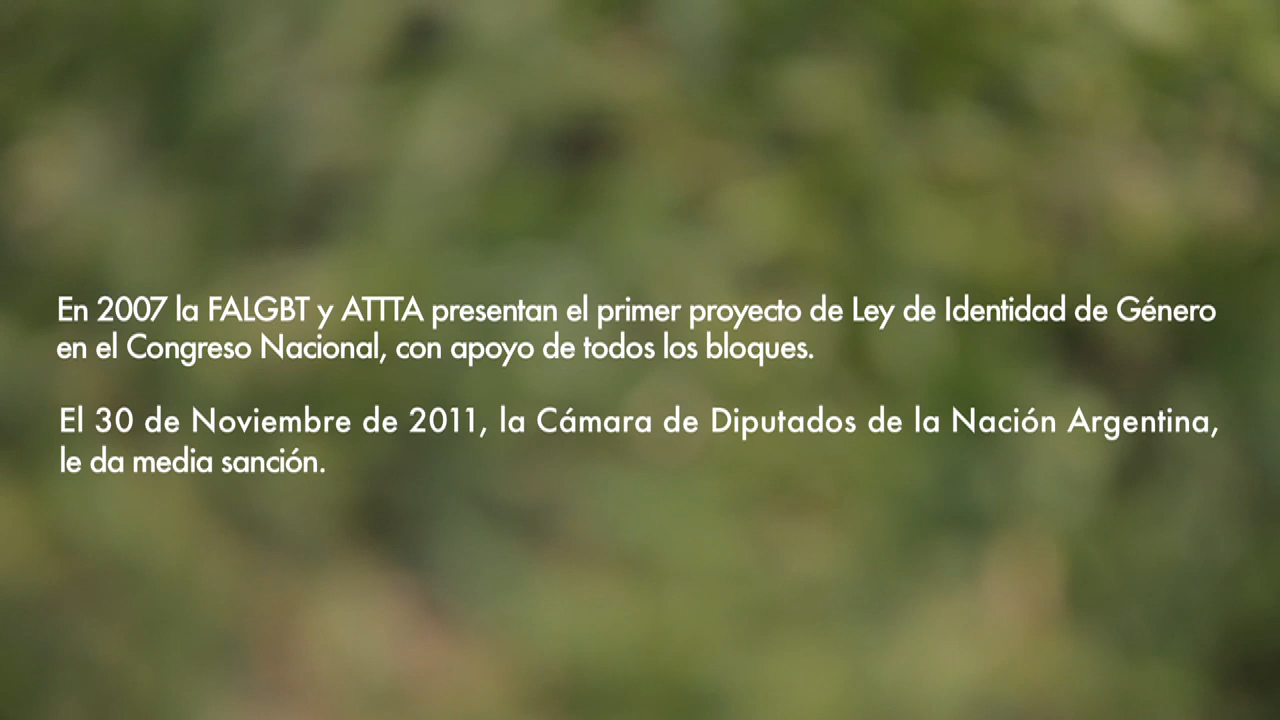 En 2007 la FALGBT y ATTTA presentan el primer proyecto de Ley de Identidad de Género
en el Congreso Nacional, con apoyo de todos los bloques.
El 30 de Noviembre de 2011, la Cámara de Diputados de la Nación Argentina,
le da media sanción.